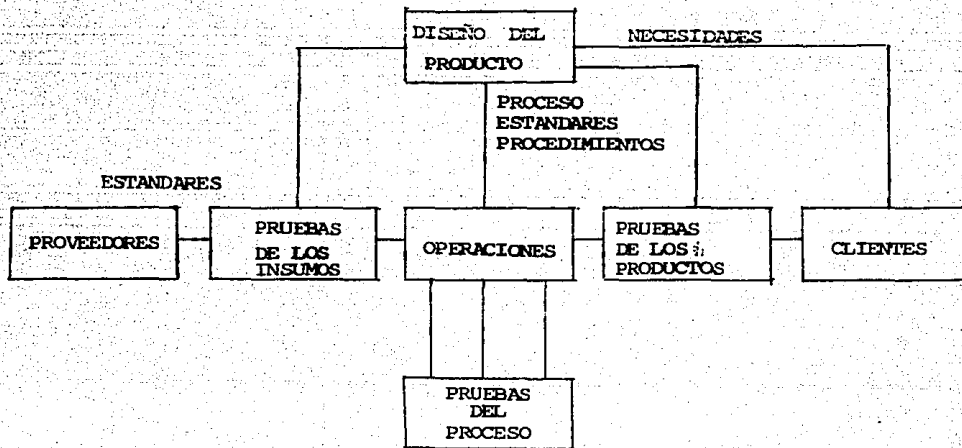 DISEÑO DEL
PRODUCTO
NECESIDADES
PROCESO
ESTANDARES
PROCEDIMIENTOS
ESTANDARES
PROVEEDORES
PRUEBAS
DE LOS
INSUMOS
OPERACIONES
PRUEBAS
DE LOS
PRODUCTOS
CLIENTES
PRUEBAS
DEL
PROCESO